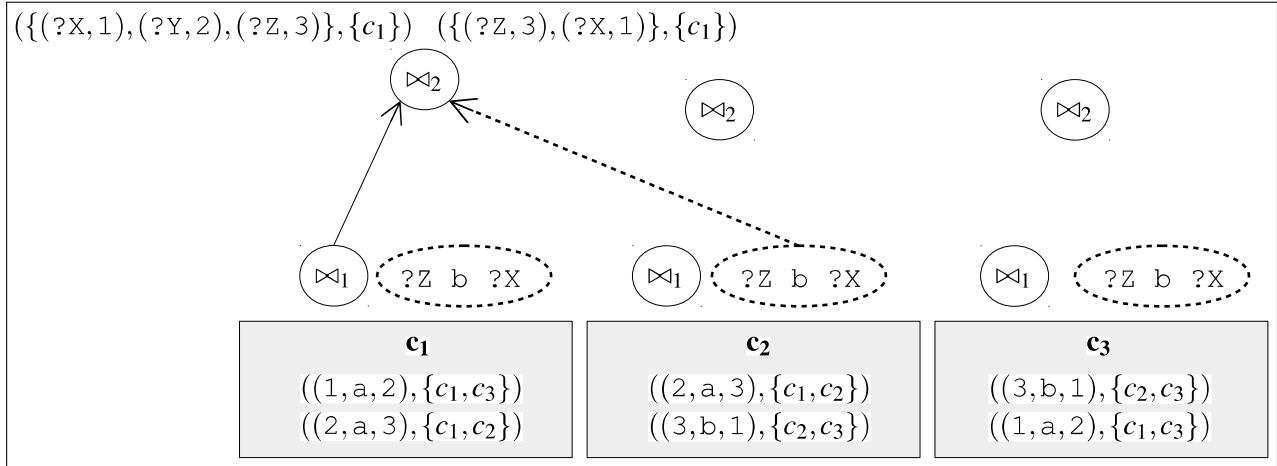 ({(?X,1),(?Y,2),(?Z,3)},{c₁}) ({(?Z,3),(?X,1)},{c₁})
⋈₂ ⋈₂ ⋈₂
⋈₁ ?Z b ?X ⋈₁ ?Z b ?X ⋈₁ ?Z b ?X
c₁ c₂ c₃
((1,a,2),{c₁,c₃}) ((2,a,3),{c₁,c₂}) ((3,b,1),{c₂,c₃})
((2,a,3),{c₁,c₂}) ((3,b,1),{c₂,c₃}) ((1,a,2),{c₁,c₃})